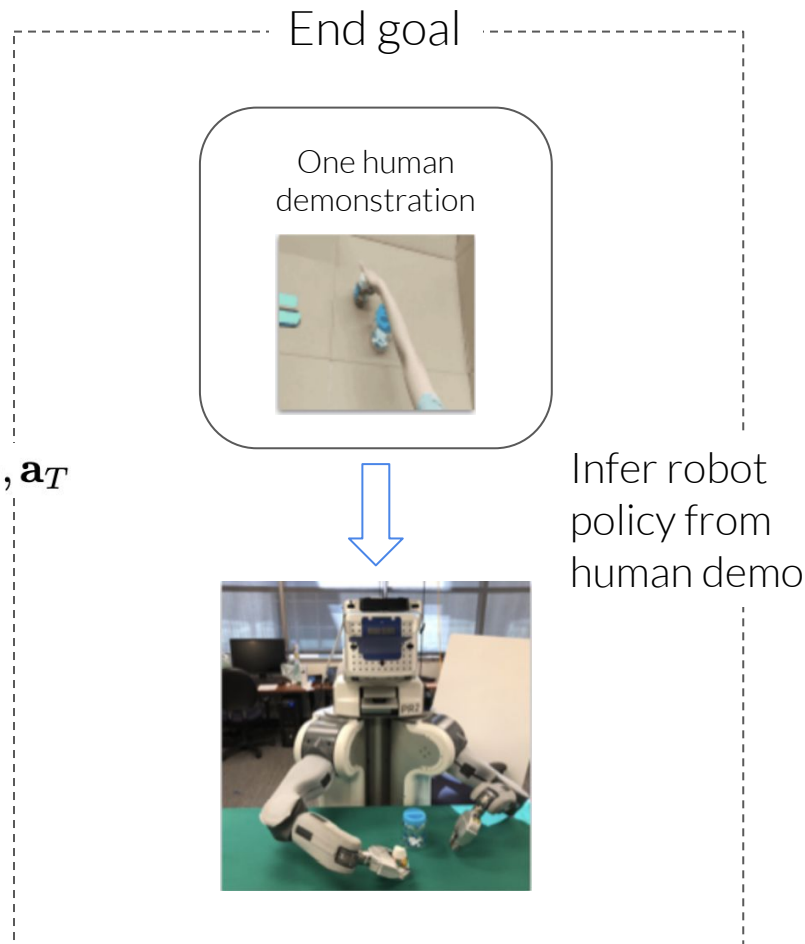 End goal
One human
demonstration
, a_T
Infer robot
policy from
human demo
PR2